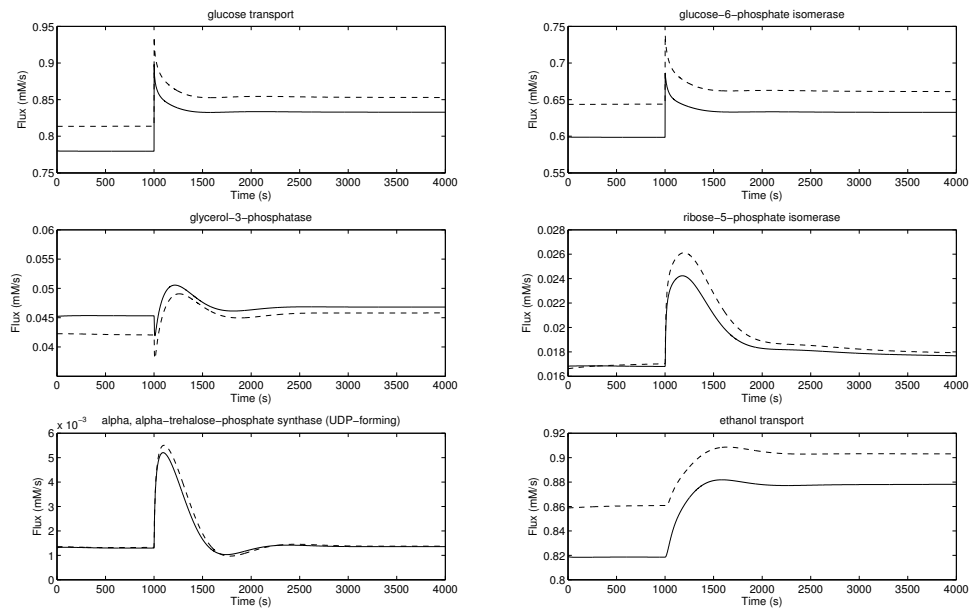 glucose transport
0.95
0.9
0.85
0.8
0.75
Flux (mM/s)
0 500 1000 1500 2000 2500 3000 3500 4000
Time (s)
glucose−6−phosphate isomerase
0.75
0.7
0.65
0.6
0.55
Flux (mM/s)
0 500 1000 1500 2000 2500 3000 3500 4000
Time (s)
glycerol−3−phosphatase
0.06
0.055
0.05
0.045
0.04
Flux (mM/s)
0 500 1000 1500 2000 2500 3000 3500 4000
Time (s)
ribose−5−phosphate isomerase
0.028
0.026
0.024
0.022
0.02
0.018
0.016
Flux (mM/s)
0 500 1000 1500 2000 2500 3000 3500 4000
Time (s)
x 10⁻³ alpha, alpha−trehalose−phosphate synthase (UDP−forming)
6
5
4
3
2
1
0
Flux (mM/s)
0 500 1000 1500 2000 2500 3000 3500 4000
Time (s)
ethanol transport
0.92
0.9
0.88
0.86
0.84
0.82
0.8
Flux (mM/s)
0 500 1000 1500 2000 2500 3000 3500 4000
Time (s)